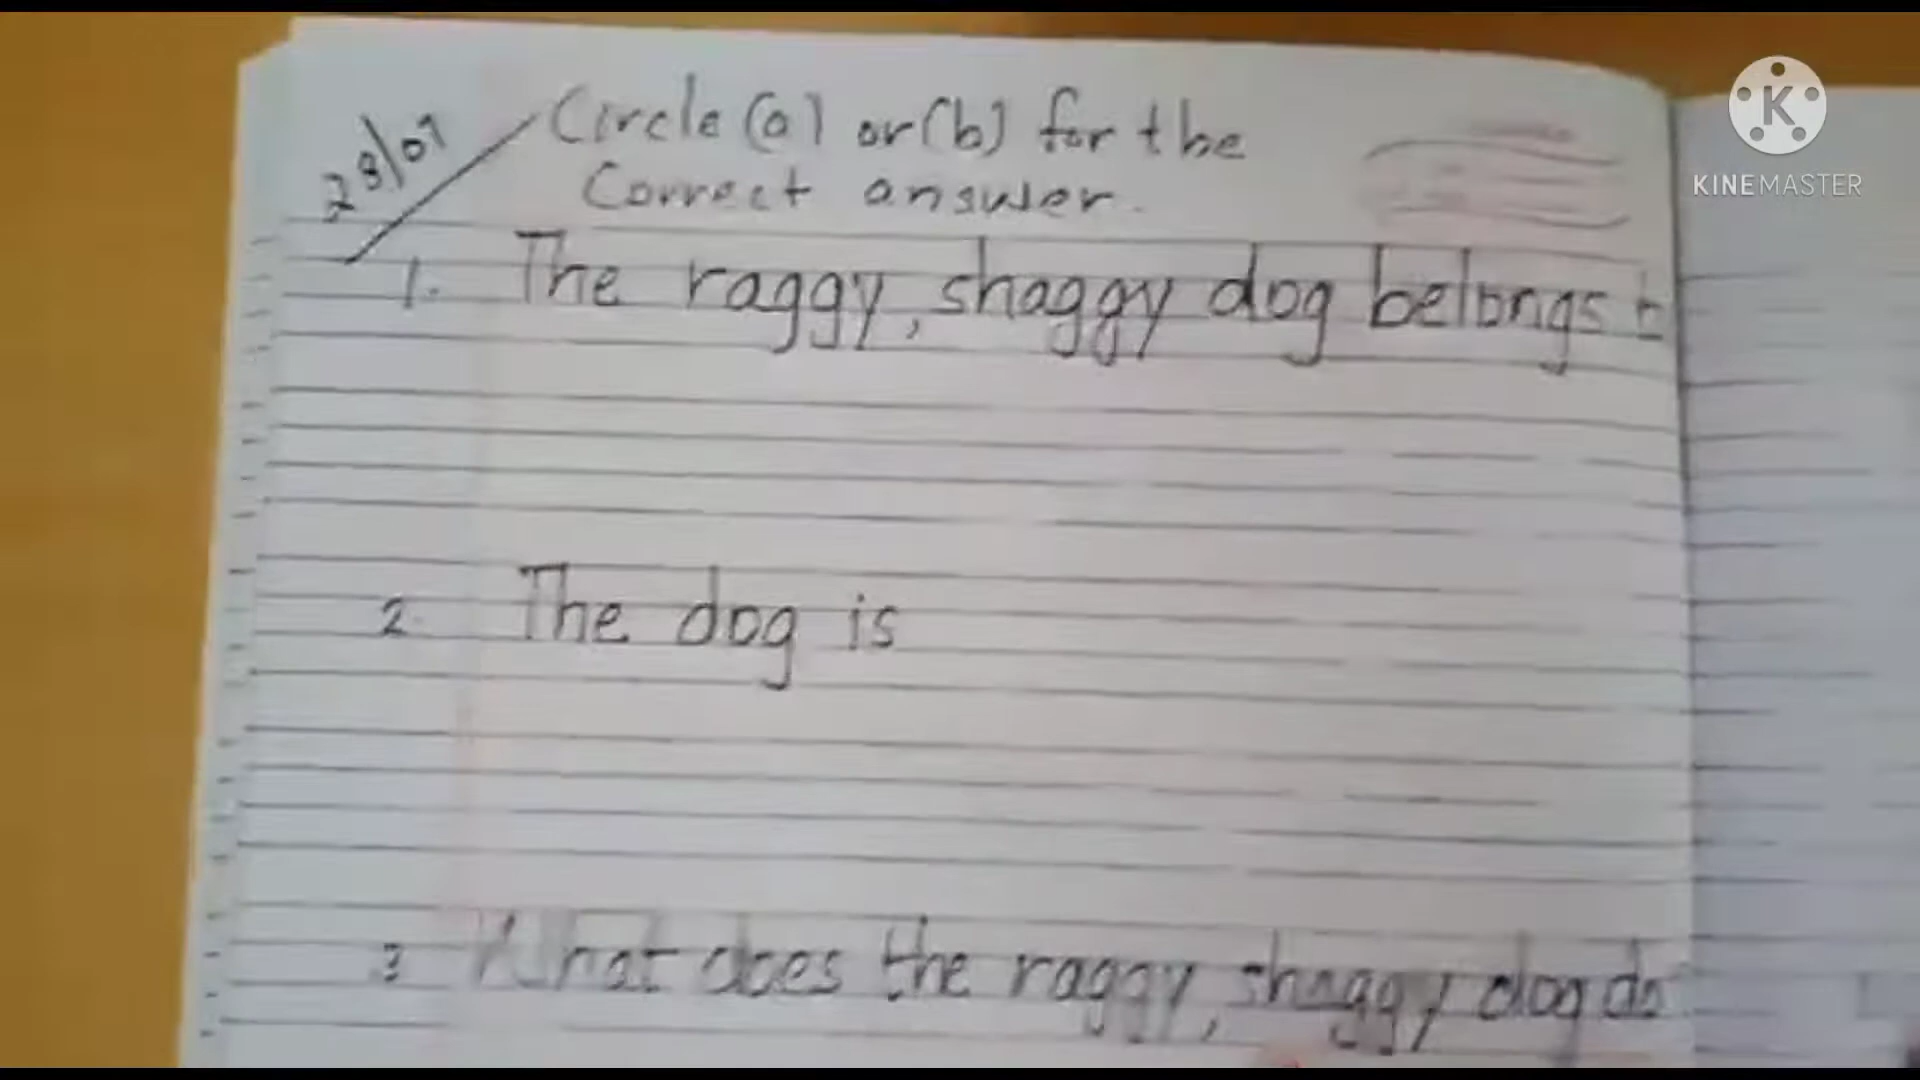 28/07
Circle (a) or (b) for the
Correct answer.
1. The raggy, shaggy dog belongs t
2. The dog is
3 What does the raggy, shaggy dog do
K
KINEMASTER